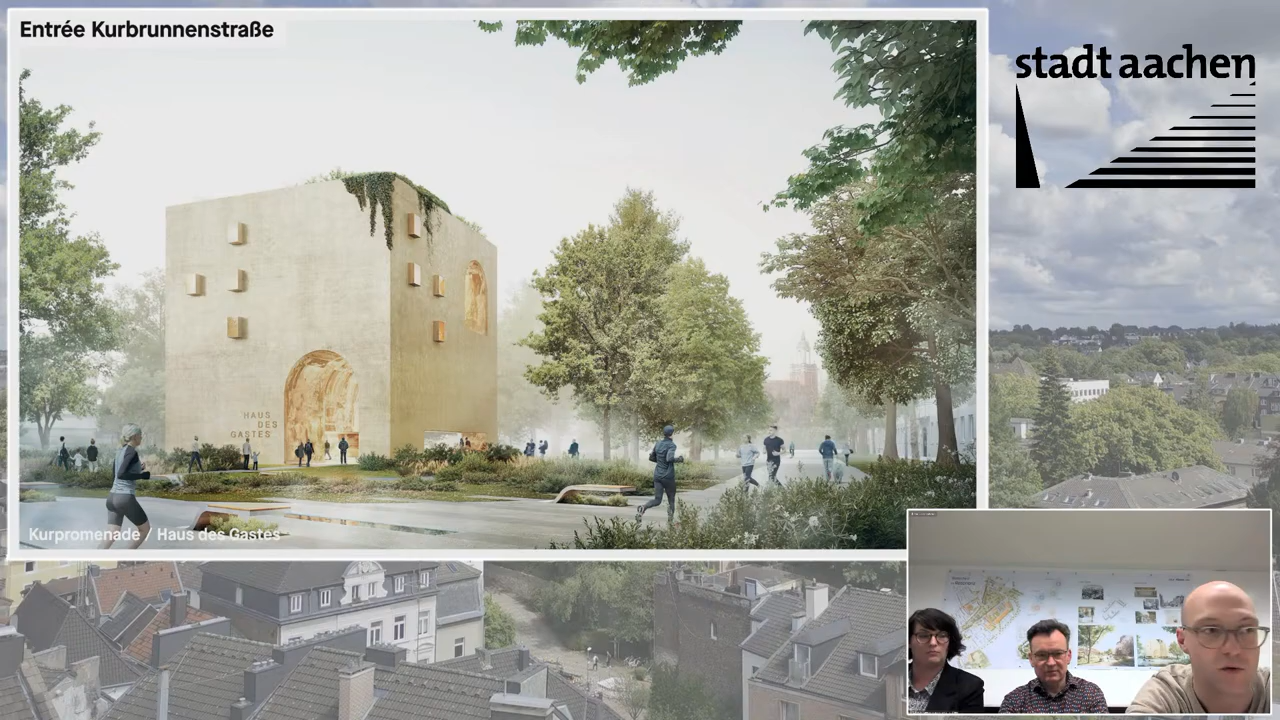 Entrée Kurbrunnenstraße
stadt aachen
HAUS
DES
GASTES
Kurpromenade / Haus des Gastes